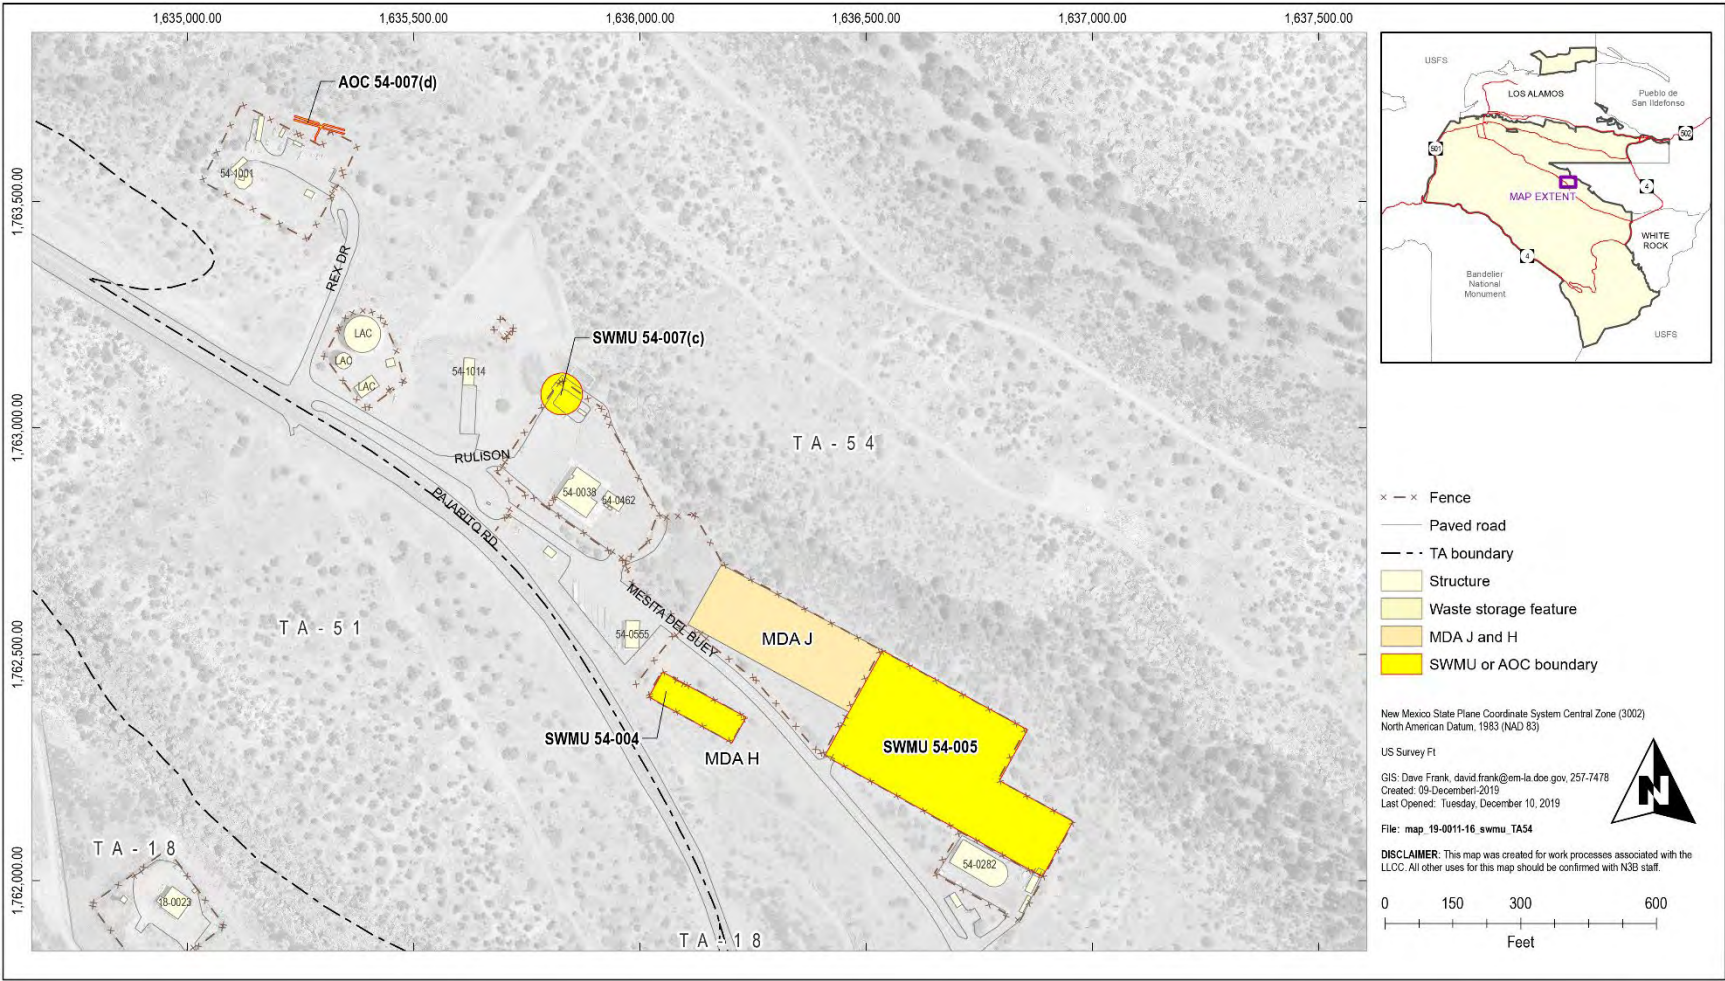 1,635,000.00
1,635,500.00
1,636,000.00
1,636,500.00
1,637,000.00
1,637,500.00
1,763,500.00
1,763,000.00
1,762,500.00
1,762,000.00
AOC 54-007(d)
54-1001
REX DR
LAC
LAC
LAC
54-1014
SWMU 54-007(c)
RULISON
TA-54
54-0038
54-0462
PAJARITO RD
MESITA DEL BUEY
TA-51
54-0555
MDA J
SWMU 54-004
MDA H
SWMU 54-005
54-0282
TA-18
18-0023
TA-18
USFS
LOS ALAMOS
Pueblo de
San Ildefonso
502
501
4
MAP EXTENT
WHITE
ROCK
4
Bandelier
National
Monument
USFS
Fence
Paved road
TA boundary
Structure
Waste storage feature
MDA J and H
SWMU or AOC boundary
New Mexico State Plane Coordinate System Central Zone (3002)
North American Datum, 1983 (NAD 83)
US Survey Ft
GIS: Dave Frank, david.frank@em-la.doe.gov, 257-7478
Created: 09-Decemberl-2019
Last Opened: Tuesday, December 10, 2019
File: map_19-0011-16_swmu_TA54
N
DISCLAIMER: This map was created for work processes associated with the
LLCC. All other uses for this map should be confirmed with N3B staff.
0 150 300 600
Feet